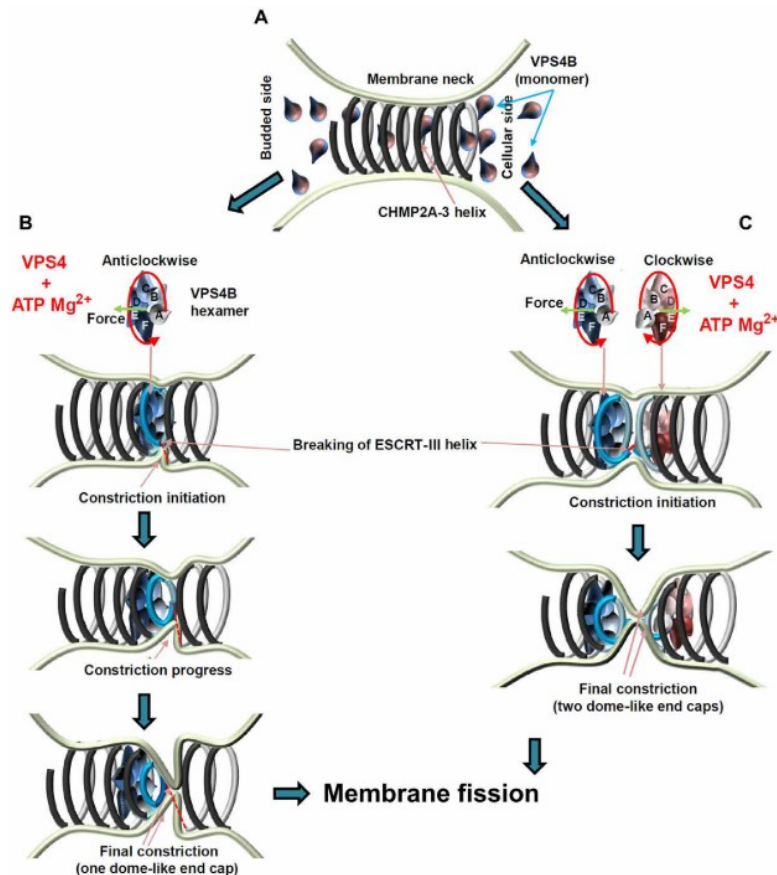 A
Membrane neck
VPS4B
(monomer)
Budded side
Cellular side
CHMP2A-3 helix
B
VPS4
+
ATP Mg²⁺
Anticlockwise
VPS4B
hexamer
Force
C
B
D
A
E
F
C
Anticlockwise
Clockwise
VPS4
+
ATP Mg²⁺
C
B
D
A
E
F
C
B
D
A
E
F
Breaking of ESCRT-III helix
Constriction initiation
Constriction initiation
Constriction progress
Final constriction
(two dome-like end caps)
Membrane fission
Final constriction
(one dome-like end cap)